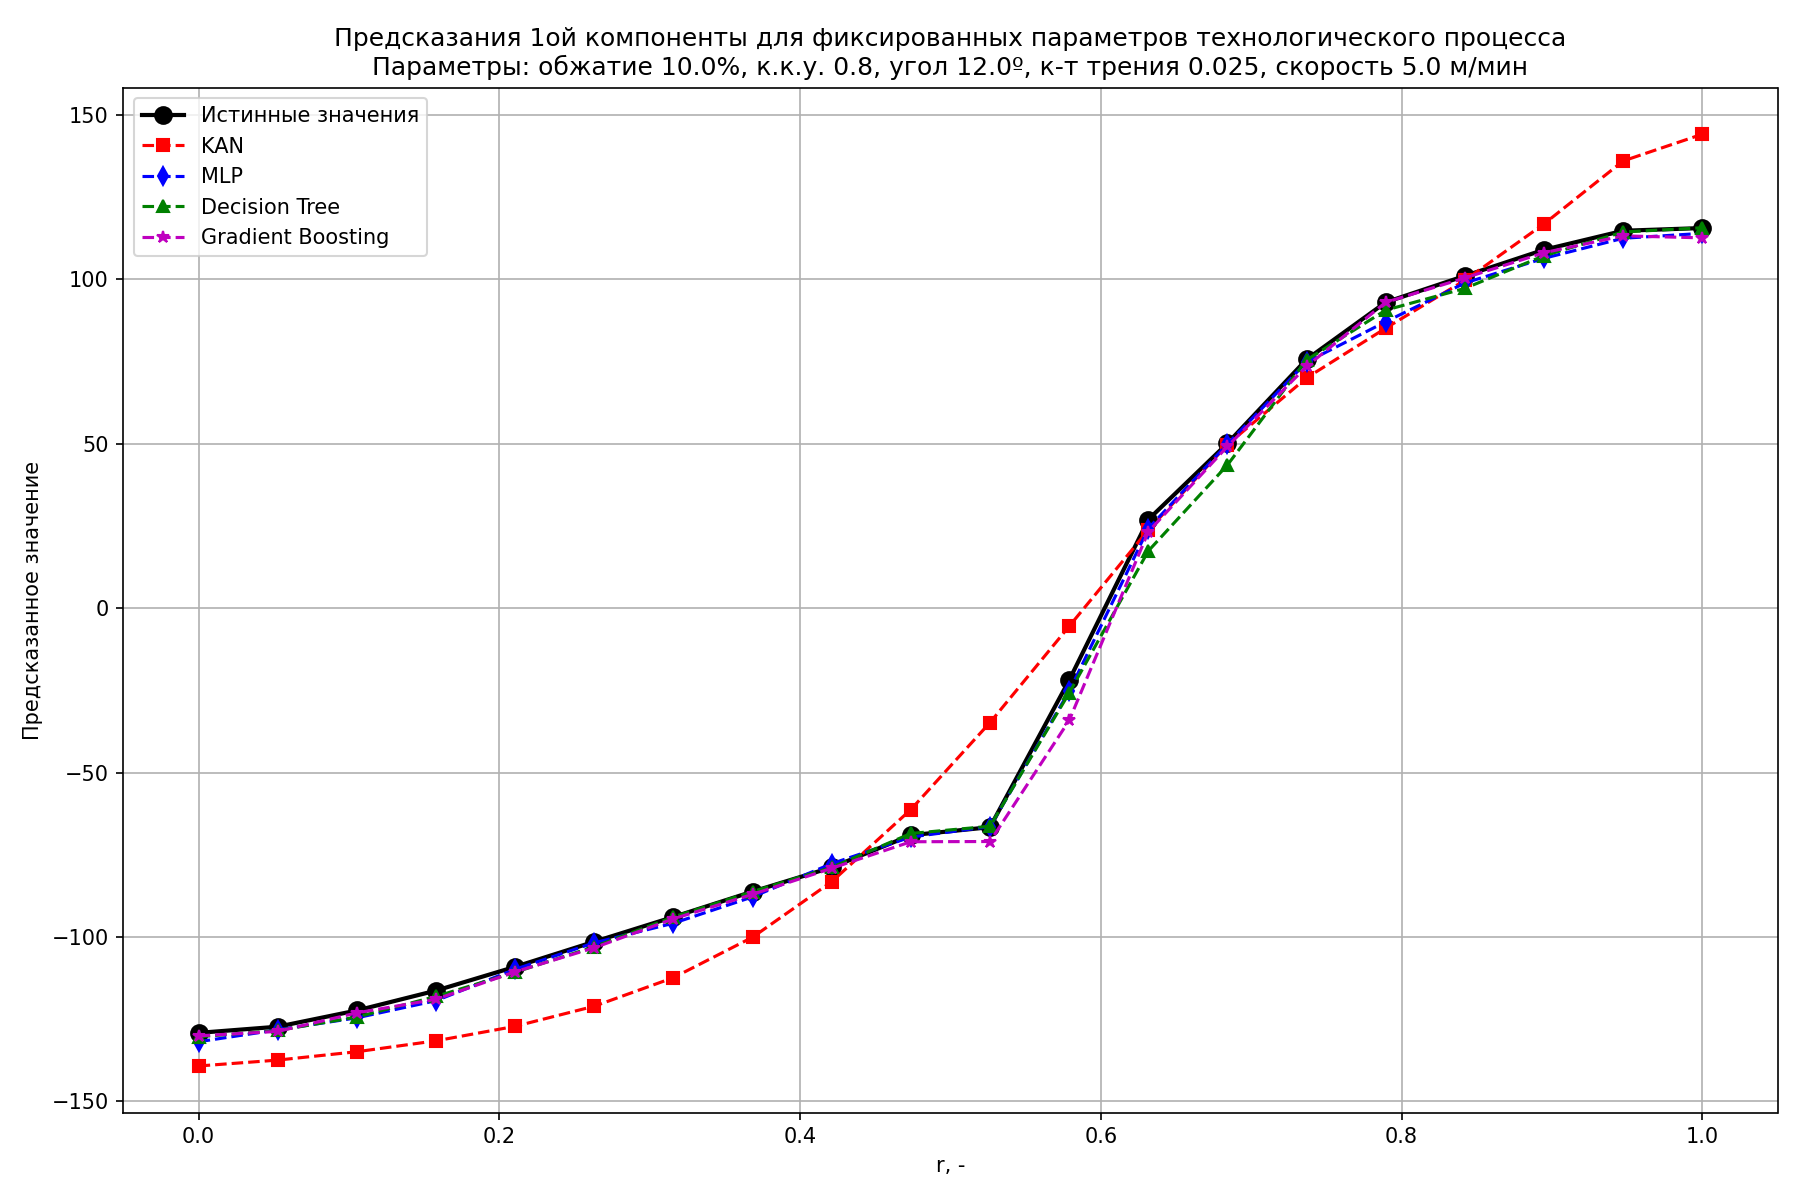 Предсказания 1ой компоненты для фиксированных параметров технологического процесса
Параметры: обжатие 10.0%, к.к.у. 0.8, угол 12.0º, к-т трения 0.025, скорость 5.0 м/мин
Истинные значения
KAN
MLP
Decision Tree
Gradient Boosting
Предсказанное значение
150
100
50
0
−50
−100
−150
0.0
0.2
0.4
0.6
0.8
1.0
r, -